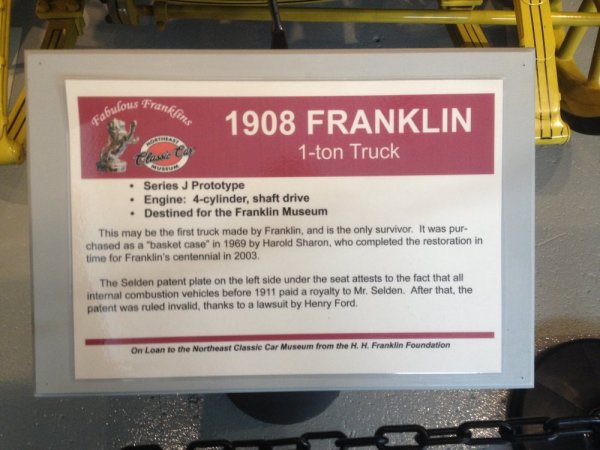 Fabulous Franklins
NORTHEAST
Classic Car
MUSEUM
1908 FRANKLIN
1-ton Truck
• Series J Prototype
• Engine: 4-cylinder, shaft drive
• Destined for the Franklin Museum
This may be the first truck made by Franklin, and is the only survivor. It was pur-
chased as a "basket case" in 1969 by Harold Sharon, who completed the restoration in
time for Franklin's centennial in 2003.
The Selden patent plate on the left side under the seat attests to the fact that all
internal combustion vehicles before 1911 paid a royalty to Mr. Selden. After that, the
patent was ruled invalid, thanks to a lawsuit by Henry Ford.
On Loan to the Northeast Classic Car Museum from the H. H. Franklin Foundation